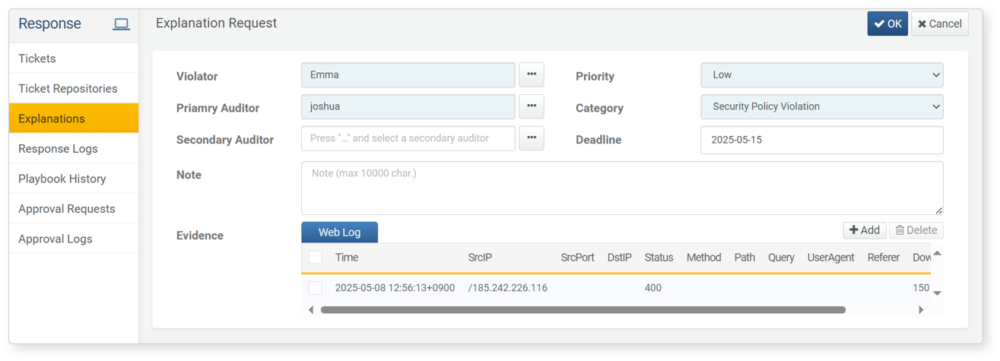 Response
Explanation Request
OK
Cancel
Tickets
Ticket Repositories
Explanations
Response Logs
Playbook History
Approval Requests
Approval Logs
Violator
Emma
•••
Priority
Low
Priamry Auditor
joshua
•••
Category
Security Policy Violation
Secondary Auditor
Press "..." and select a secondary auditor
•••
Deadline
2025-05-15
Note
Note (max 10000 char.)
Evidence
Web Log
Add
Delete
Time SrcIP SrcPort DstIP Status Method Path Query UserAgent Referer Dow
2025-05-08 12:56:13+0900 /185.242.226.116 400 150